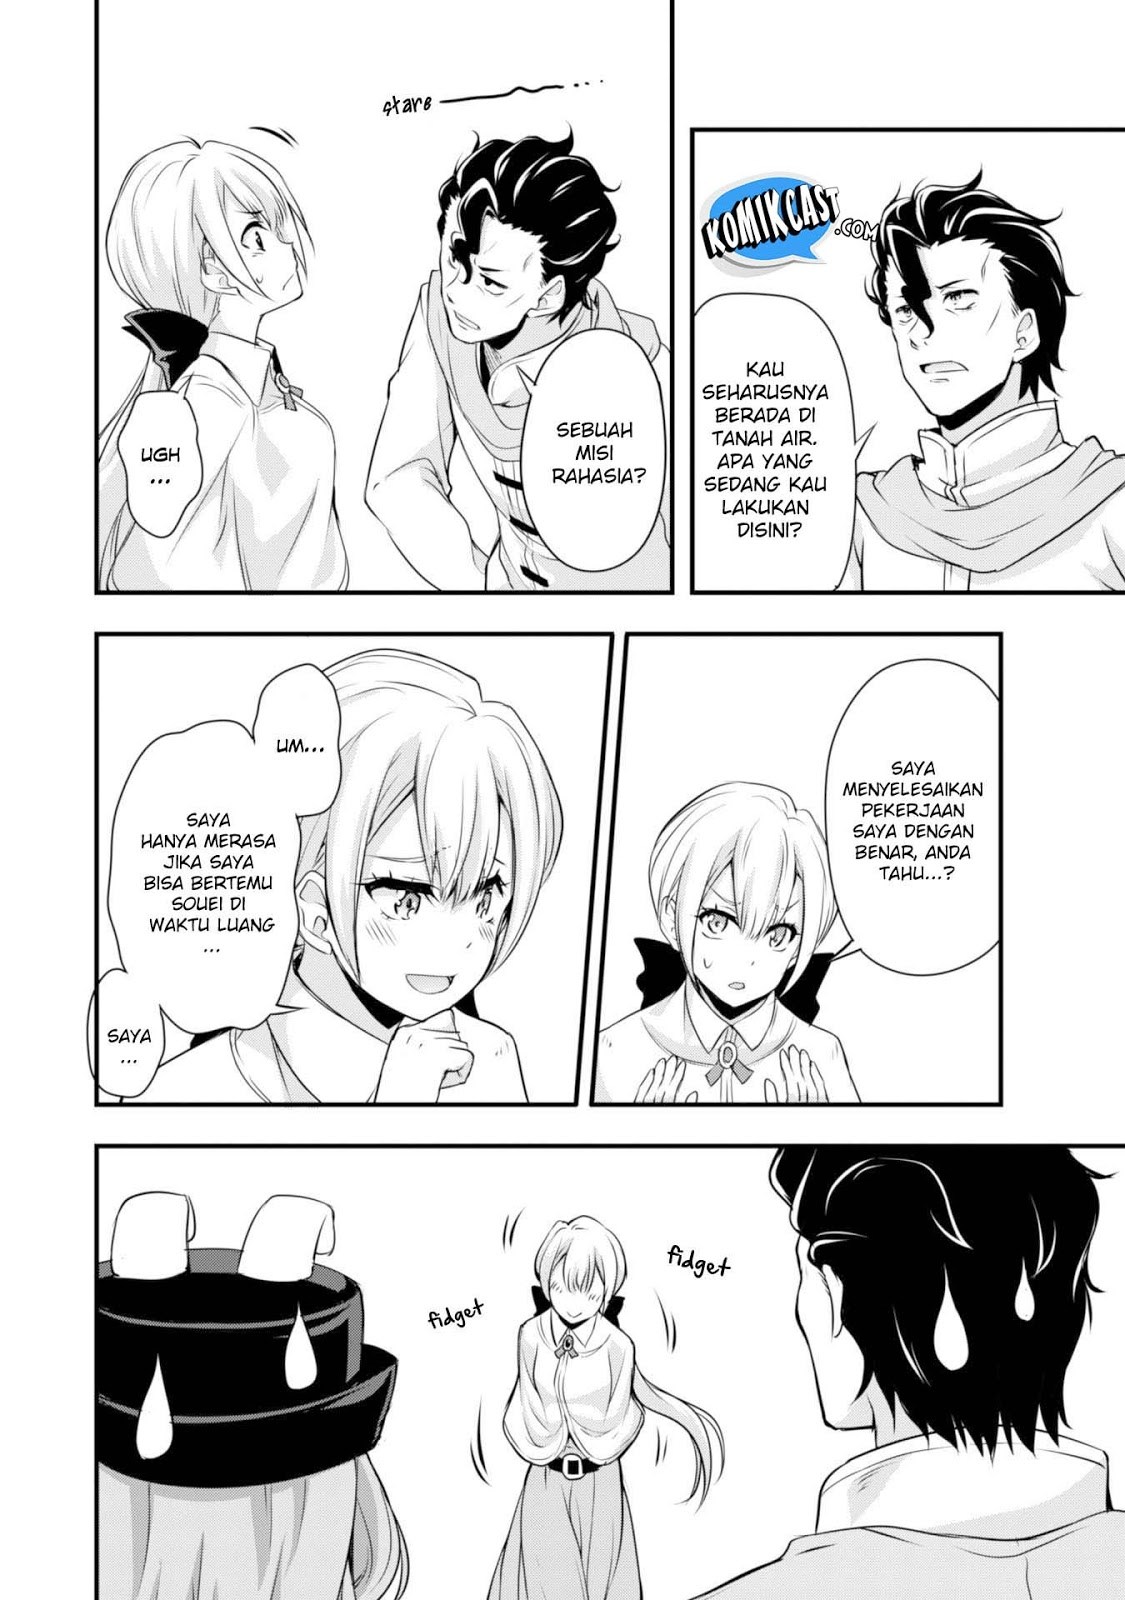 KOMIKCAST
.COM
KAU
SEHARUSNYA
BERADA DI
TANAH AIR.
APA YANG
SEDANG KAU
LAKUKAN
DISINI?
stare
SEBUAH
MISI
RAHASIA?
UGH
...
SAYA
MENYELESAIKAN
PEKERJAAN
SAYA DENGAN
BENAR, ANDA
TAHU...?
UM...
SAYA
HANYA MERASA
JIKA SAYA
BISA BERTEMU
SOUEI DI
WAKTU LUANG
...
SAYA
...
fidget
fidget